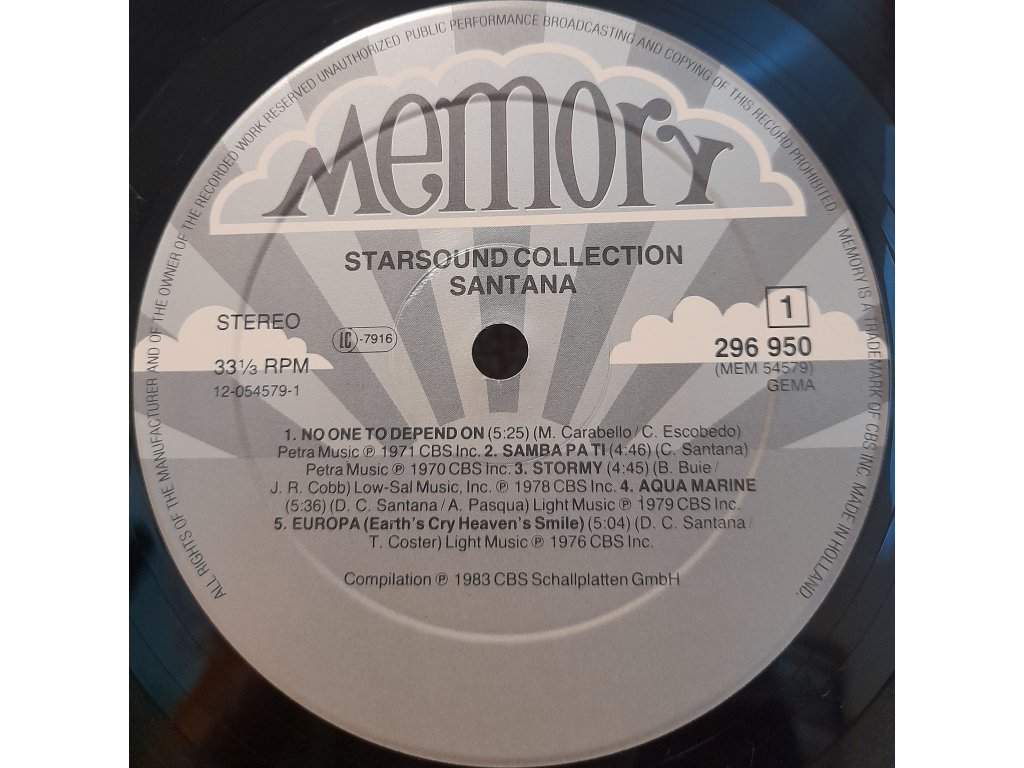 ALL RIGHTS OF THE MANUFACTURER AND OF THE OWNER OF THE RECORDED WORK RESERVED UNAUTHORIZED PUBLIC PERFORMANCE BROADCASTING AND COPYING OF THIS RECORD PROHIBITED. MEMORY IS A TRADEMARK OF CBS INC. MADE IN HOLLAND.
Memory
STARSOUND COLLECTION
SANTANA
STEREO
LC-7916
1
33 1/3 RPM
296 950
12-054579-1
(MEM 54579)
GEMA
1. NO ONE TO DEPEND ON (5:25) (M. Carabello / C. Escobedo)
Petra Music ℗ 1971 CBS Inc. 2. SAMBA PA TI (4:46) (C. Santana)
Petra Music ℗ 1970 CBS Inc. 3. STORMY (4:45) (B. Buie /
J. R. Cobb) Low-Sal Music, Inc. ℗ 1978 CBS Inc. 4. AQUA MARINE
(5:36) (D. C. Santana / A. Pasqua) Light Music ℗ 1979 CBS Inc.
5. EUROPA (Earth's Cry Heaven's Smile) (5:04) (D. C. Santana /
T. Coster) Light Music ℗ 1976 CBS Inc.
Compilation ℗ 1983 CBS Schallplatten GmbH